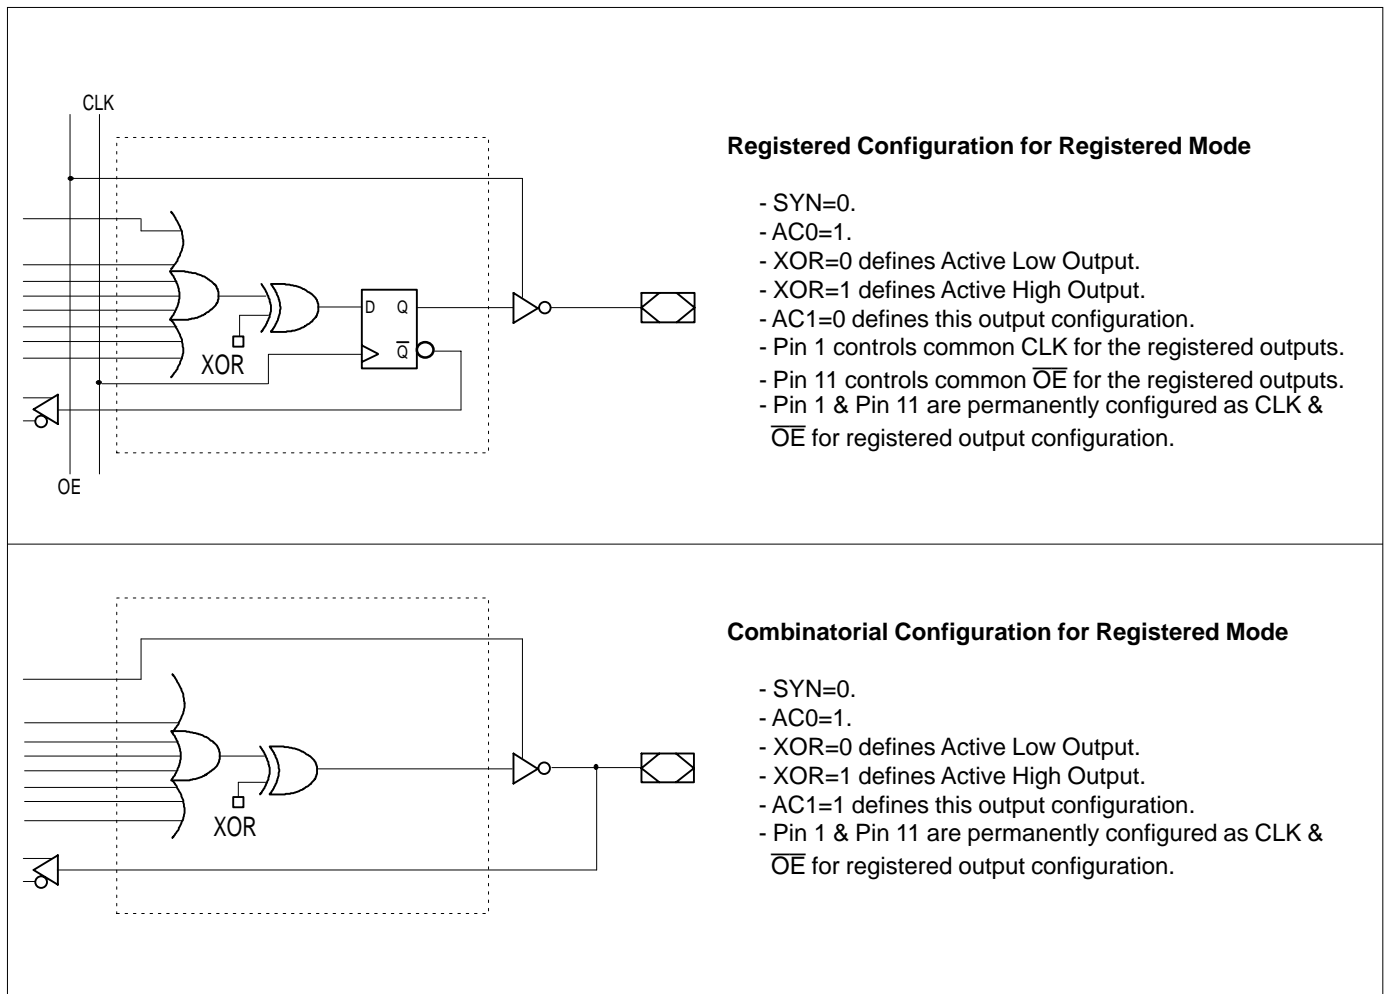 CLK
Registered Configuration for Registered Mode
- SYN=0.
- AC0=1.
- XOR=0 defines Active Low Output.
- XOR=1 defines Active High Output.
- AC1=0 defines this output configuration.
- Pin 1 controls common CLK for the registered outputs.
- Pin 11 controls common O̅E̅ for the registered outputs.
- Pin 1 & Pin 11 are permanently configured as CLK &
O̅E̅ for registered output configuration.
D Q
Q̅
XOR
OE
Combinatorial Configuration for Registered Mode
- SYN=0.
- AC0=1.
- XOR=0 defines Active Low Output.
- XOR=1 defines Active High Output.
- AC1=1 defines this output configuration.
- Pin 1 & Pin 11 are permanently configured as CLK &
O̅E̅ for registered output configuration.
XOR